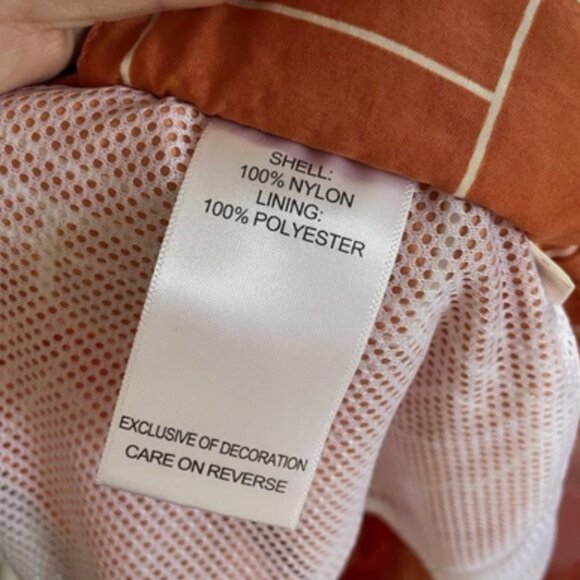 SHELL:
100% NYLON
LINING:
100% POLYESTER
EXCLUSIVE OF DECORATION
CARE ON REVERSE